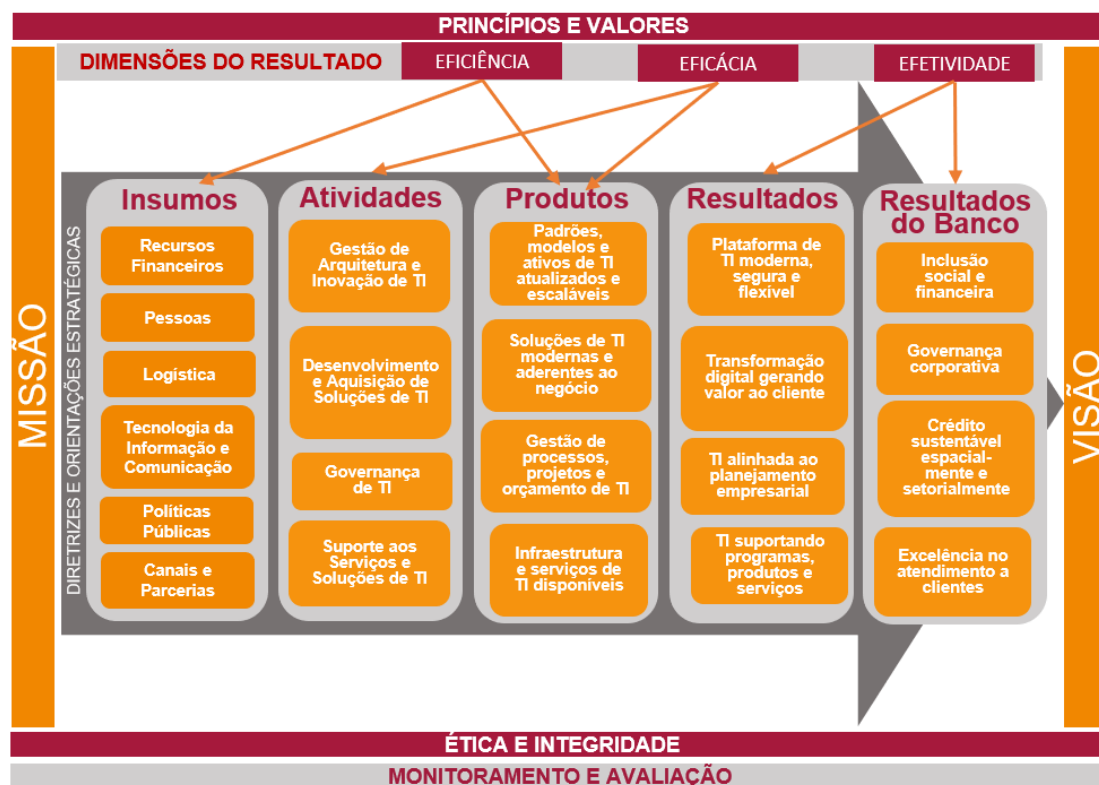 PRINCÍPIOS E VALORES
DIMENSÕES DO RESULTADO
EFICIÊNCIA
EFICÁCIA
EFETIVIDADE
MISSÃO
DIRETRIZES E ORIENTAÇÕES ESTRATÉGICAS
Insumos
Recursos
Financeiros
Pessoas
Logística
Tecnologia da
Informação e
Comunicação
Políticas
Públicas
Canais e
Parcerias
Atividades
Gestão de
Arquitetura e
Inovação de TI
Desenvolvimento
e Aquisição de
Soluções de TI
Governança
de TI
Suporte aos
Serviços e
Soluções de TI
Produtos
Padrões,
modelos e
ativos de TI
atualizados e
escaláveis
Soluções de TI
modernas e
aderentes ao
negócio
Gestão de
processos,
projetos e
orçamento de TI
Infraestrutura
e serviços de
TI disponíveis
Resultados
Plataforma de
TI moderna,
segura e
flexível
Transformação
digital gerando
valor ao cliente
TI alinhada ao
planejamento
empresarial
TI suportando
programas,
produtos e
serviços
Resultados
do Banco
Inclusão
social e
financeira
Governança
corporativa
Crédito
sustentável
espacial-
mente e
setorialmente
Excelência no
atendimento a
clientes
VISÃO
ÉTICA E INTEGRIDADE
MONITORAMENTO E AVALIAÇÃO